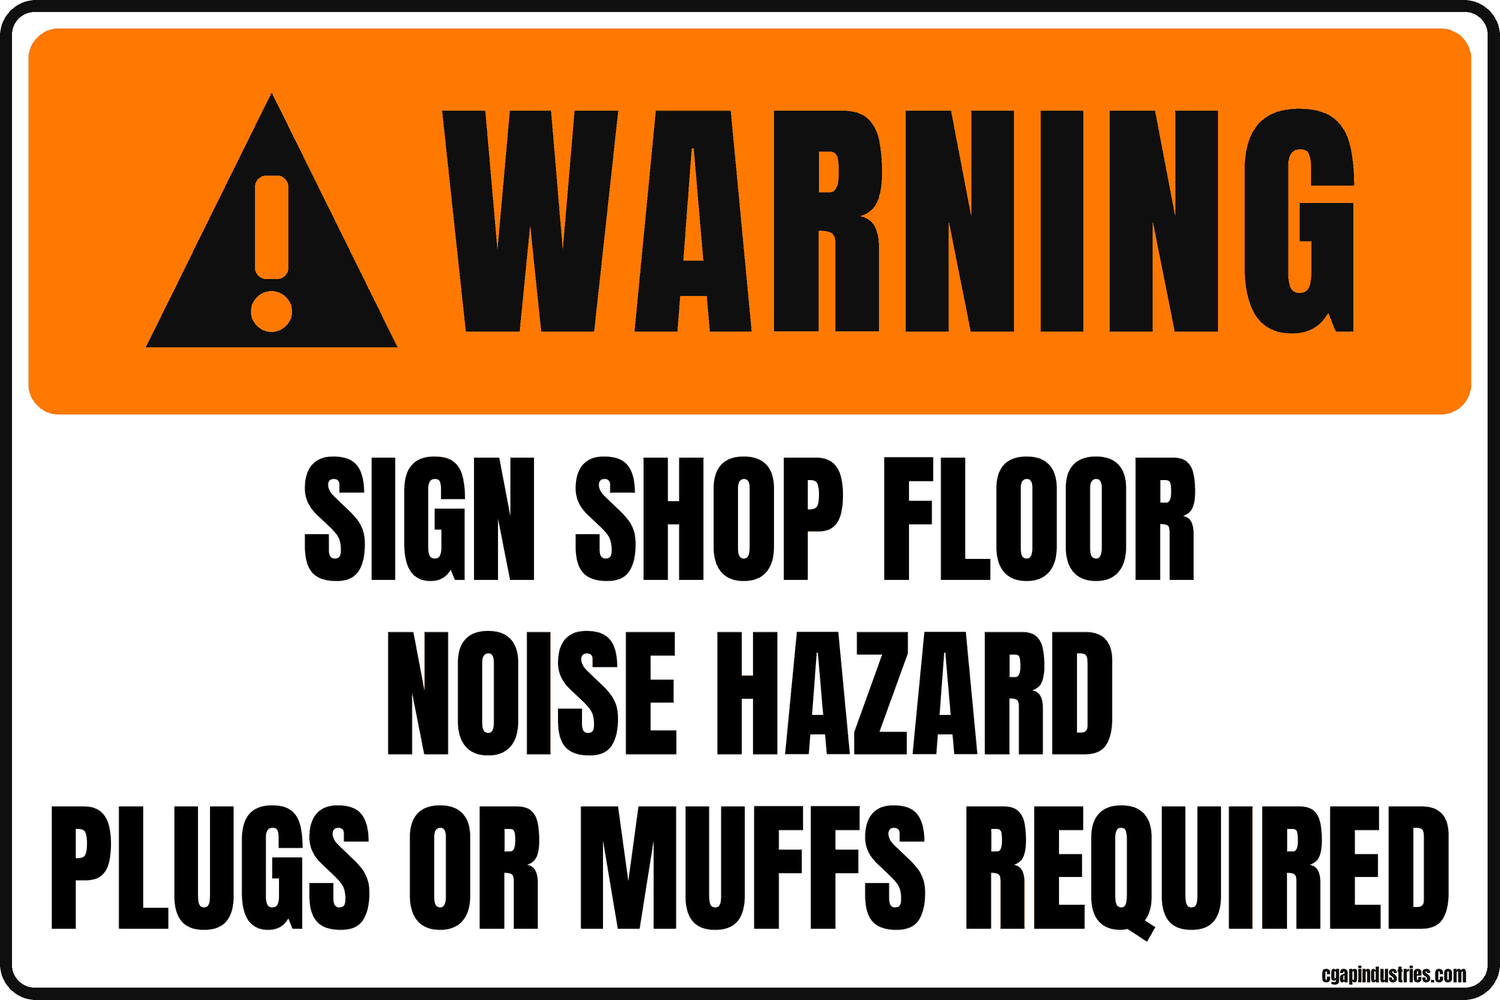 WARNING
SIGN SHOP FLOOR
NOISE HAZARD
PLUGS OR MUFFS REQUIRED
cgapindustries.com